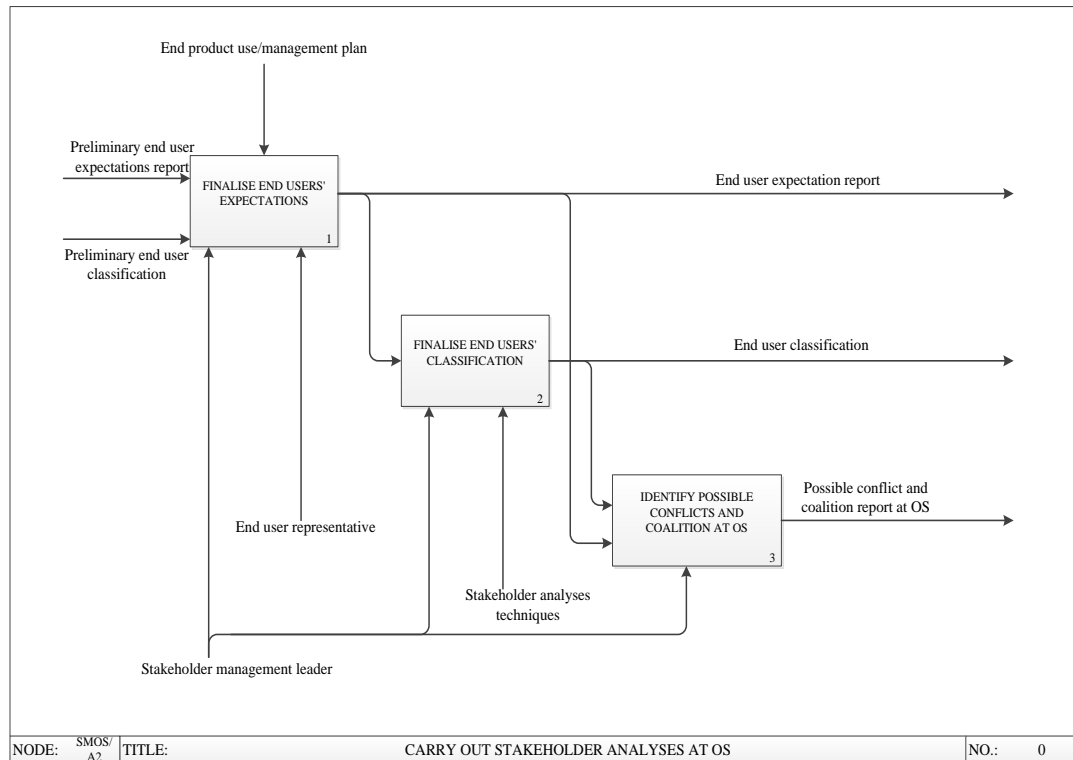 End product use/management plan
Preliminary end user
expectations report
FINALISE END USERS'
EXPECTATIONS
1
End user expectation report
Preliminary end user
classification
FINALISE END USERS'
CLASSIFICATION
2
End user classification
IDENTIFY POSSIBLE
CONFLICTS AND
COALITION AT OS
3
Possible conflict and
coalition report at OS
End user representative
Stakeholder analyses
techniques
Stakeholder management leader
NODE:
SMOS/
A2
TITLE:
CARRY OUT STAKEHOLDER ANALYSES AT OS
NO.:
0